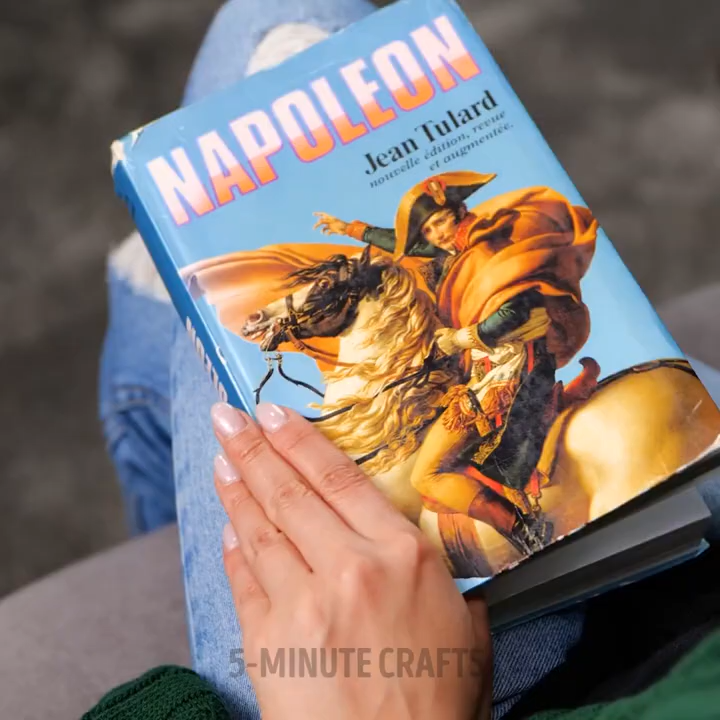 NAPOLEON
Jean Tulard
nouvelle édition, revue
et augmentée.
5-MINUTE CRAFTS